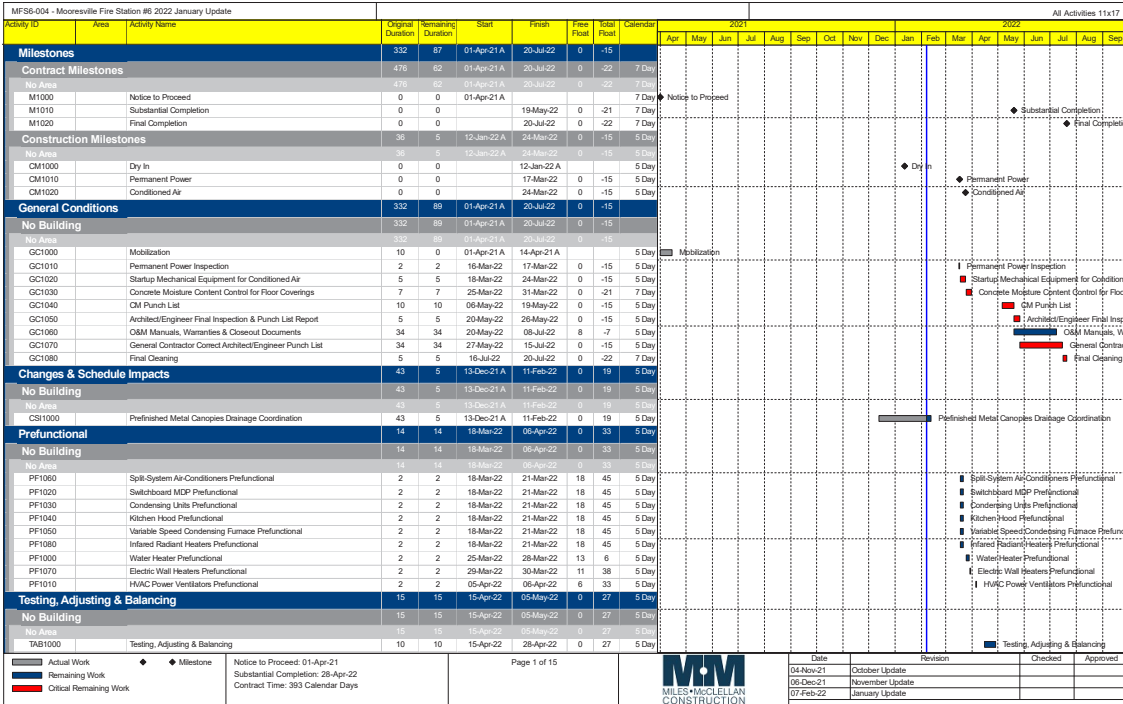 MFS6-004 - Mooresville Fire Station #6 2022 January Update All Activities 11x17
Activity ID Area Activity Name Original Duration Remaining Duration Start Finish Free Float Total Float Calendar 2021 2022
Apr May Jun Jul Aug Sep Oct Nov Dec Jan Feb Mar Apr May Jun Jul Aug Sep
Milestones 332 87 01-Apr-21 A 20-Jul-22 0 -15
Contract Milestones 476 62 01-Apr-21 A 20-Jul-22 0 -22 7 Day
No Area 476 62 01-Apr-21 A 20-Jul-22 0 -22 7 Day
M1000 Notice to Proceed 0 0 01-Apr-21 A 7 Day Notice to Proceed
M1010 Substantial Completion 0 0 19-May-22 0 -21 7 Day Substantial Completion
M1020 Final Completion 0 0 20-Jul-22 0 -22 7 Day Final Completi
Construction Milestones 36 5 12-Jan-22 A 24-Mar-22 0 -15 5 Day
No Area 36 5 12-Jan-22 A 24-Mar-22 0 -15 5 Day
CM1000 Dry In 0 0 12-Jan-22 A 5 Day Dry In
CM1010 Permanent Power 0 0 17-Mar-22 0 -15 5 Day Permanent Power
CM1020 Conditioned Air 0 0 24-Mar-22 0 -15 5 Day Conditioned Air
General Conditions 332 89 01-Apr-21 A 20-Jul-22 0 -15 5 Day
No Building 332 89 01-Apr-21 A 20-Jul-22 0 -15 5 Day
No Area 332 89 01-Apr-21 A 20-Jul-22 0 -15
GC1000 Mobilization 10 0 01-Apr-21 A 14-Apr-21 A 5 Day Mobilization
GC1010 Permanent Power Inspection 2 2 16-Mar-22 17-Mar-22 0 -15 5 Day Permanent Power Inspection
GC1020 Startup Mechanical Equipment for Conditioned Air 5 5 18-Mar-22 24-Mar-22 0 -15 5 Day Startup Mechanical Equipment for Condition
GC1030 Concrete Moisture Content Control for Floor Coverings 7 7 25-Mar-22 31-Mar-22 0 -21 7 Day Concrete Moisture Content Control for Floo
GC1040 CM Punch List 10 10 06-May-22 19-May-22 0 -15 5 Day CM Punch List
GC1050 Architect/Engineer Final Inspection & Punch List Report 5 5 20-May-22 26-May-22 0 -15 5 Day Architect/Engineer Final Insp
GC1060 O&M Manuals, Warranties & Closeout Documents 34 34 20-May-22 08-Jul-22 8 -7 5 Day O&M Manuals, W
GC1070 General Contractor Correct Architect/Engineer Punch List 34 34 27-May-22 15-Jul-22 0 -15 5 Day General Contrac
GC1080 Final Cleaning 5 5 16-Jul-22 20-Jul-22 0 -22 7 Day Final Cleaning
Changes & Schedule Impacts 43 5 13-Dec-21 A 11-Feb-22 0 19 5 Day
No Building 43 5 13-Dec-21 A 11-Feb-22 0 19 5 Day
No Area 43 5 13-Dec-21 A 11-Feb-22 0 19 5 Day
CSI1000 Prefinished Metal Canopies Drainage Coordination 43 5 13-Dec-21 A 11-Feb-22 0 19 5 Day Prefinished Metal Canopies Drainage Coordination
Prefunctional 14 14 18-Mar-22 06-Apr-22 0 33 5 Day
No Building 14 14 18-Mar-22 06-Apr-22 0 33 5 Day
No Area 14 14 18-Mar-22 06-Apr-22 0 33 5 Day
PF1060 Split-System Air-Conditioners Prefunctional 2 2 18-Mar-22 21-Mar-22 18 45 5 Day Split-System Air-Conditioners Prefunctional
PF1020 Switchboard MDP Prefunctional 2 2 18-Mar-22 21-Mar-22 18 45 5 Day Switchboard MDP Prefunctional
PF1030 Condensing Units Prefunctional 2 2 18-Mar-22 21-Mar-22 18 45 5 Day Condensing Units Prefunctional
PF1040 Kitchen Hood Prefunctional 2 2 18-Mar-22 21-Mar-22 18 45 5 Day Kitchen Hood Prefunctional
PF1050 Variable Speed Condensing Furnace Prefunctional 2 2 18-Mar-22 21-Mar-22 18 45 5 Day Variable Speed Condensing Furnace Prefunc
PF1080 Infared Radiant Heaters Prefunctional 2 2 18-Mar-22 21-Mar-22 18 45 5 Day Infared Radiant Heaters Prefunctional
PF1000 Water Heater Prefunctional 2 2 25-Mar-22 28-Mar-22 13 6 5 Day Water Heater Prefunctional
PF1070 Electric Wall Heaters Prefunctional 2 2 29-Mar-22 30-Mar-22 11 38 5 Day Electric Wall Heaters Prefunctional
PF1010 HVAC Power Ventilators Prefunctional 2 2 05-Apr-22 06-Apr-22 6 33 5 Day HVAC Power Ventilators Prefunctional
Testing, Adjusting & Balancing 15 15 15-Apr-22 05-May-22 0 27 5 Day
No Building 15 15 15-Apr-22 05-May-22 0 27 5 Day
No Area 15 15 15-Apr-22 05-May-22 0 27 5 Day
TAB1000 Testing, Adjusting & Balancing 10 10 15-Apr-22 28-Apr-22 0 27 5 Day Testing, Adjusting & Balancing
Actual Work Milestone Notice to Proceed: 01-Apr-21 Page 1 of 15 Date Revision Checked Approved
Remaining Work Substantial Completion: 28-Apr-22 04-Nov-21 October Update
Critical Remaining Work Contract Time: 393 Calendar Days 06-Dec-21 November Update
07-Feb-22 January Update
MM
MILES•McCLELLAN
CONSTRUCTION